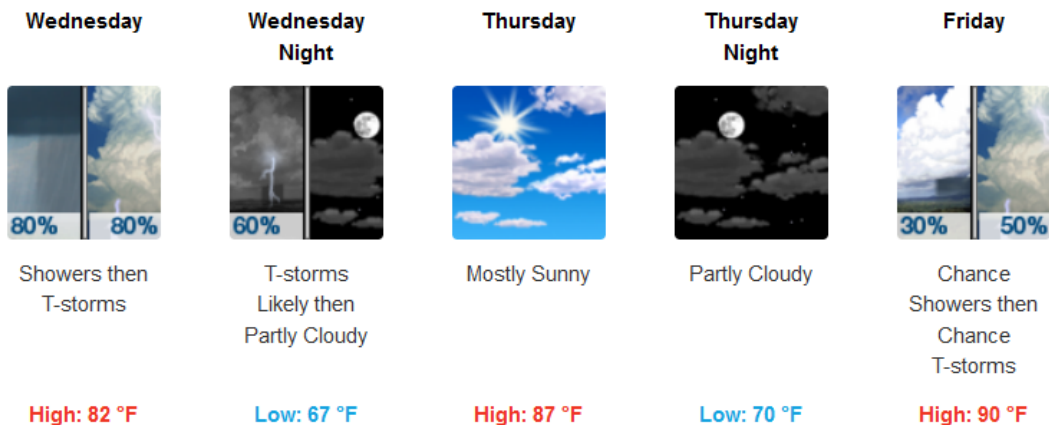 Wednesday
80% 80%
Showers then
T-storms
High: 82 °F
Wednesday
Night
60%
T-storms
Likely then
Partly Cloudy
Low: 67 °F
Thursday
Mostly Sunny
High: 87 °F
Thursday
Night
Partly Cloudy
Low: 70 °F
Friday
30% 50%
Chance
Showers then
Chance
T-storms
High: 90 °F